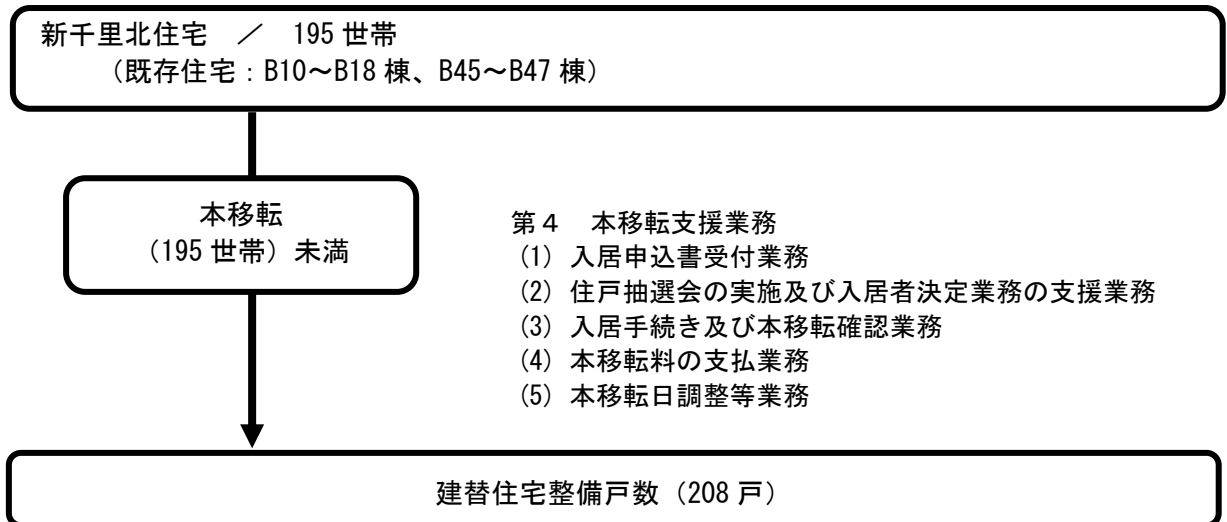 新千里北住宅 ／ 195 世帯
（既存住宅：B10～B18 棟、B45～B47 棟）
本移転
（195 世帯）未満
第４ 本移転支援業務
(1) 入居申込書受付業務
(2) 住戸抽選会の実施及び入居者決定業務の支援業務
(3) 入居手続き及び本移転確認業務
(4) 本移転料の支払業務
(5) 本移転日調整等業務
建替住宅整備戸数（208 戸）